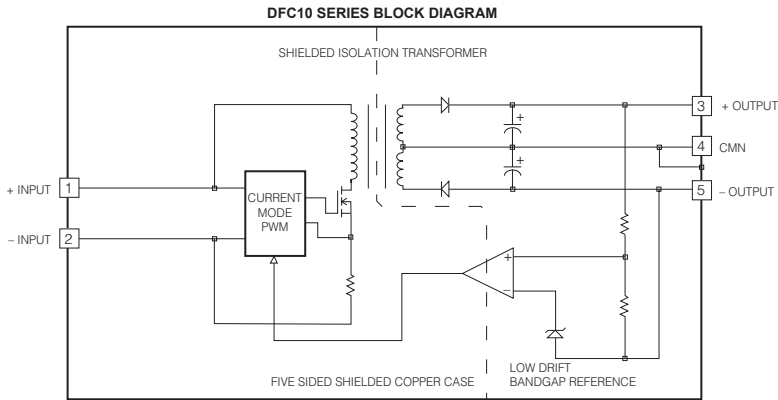 DFC10 SERIES BLOCK DIAGRAM
SHIELDED ISOLATION TRANSFORMER
3 + OUTPUT
+
4 CMN
+
+ INPUT 1
5 – OUTPUT
CURRENT
MODE
PWM
– INPUT 2
+
–
LOW DRIFT
FIVE SIDED SHIELDED COPPER CASE
BANDGAP REFERENCE